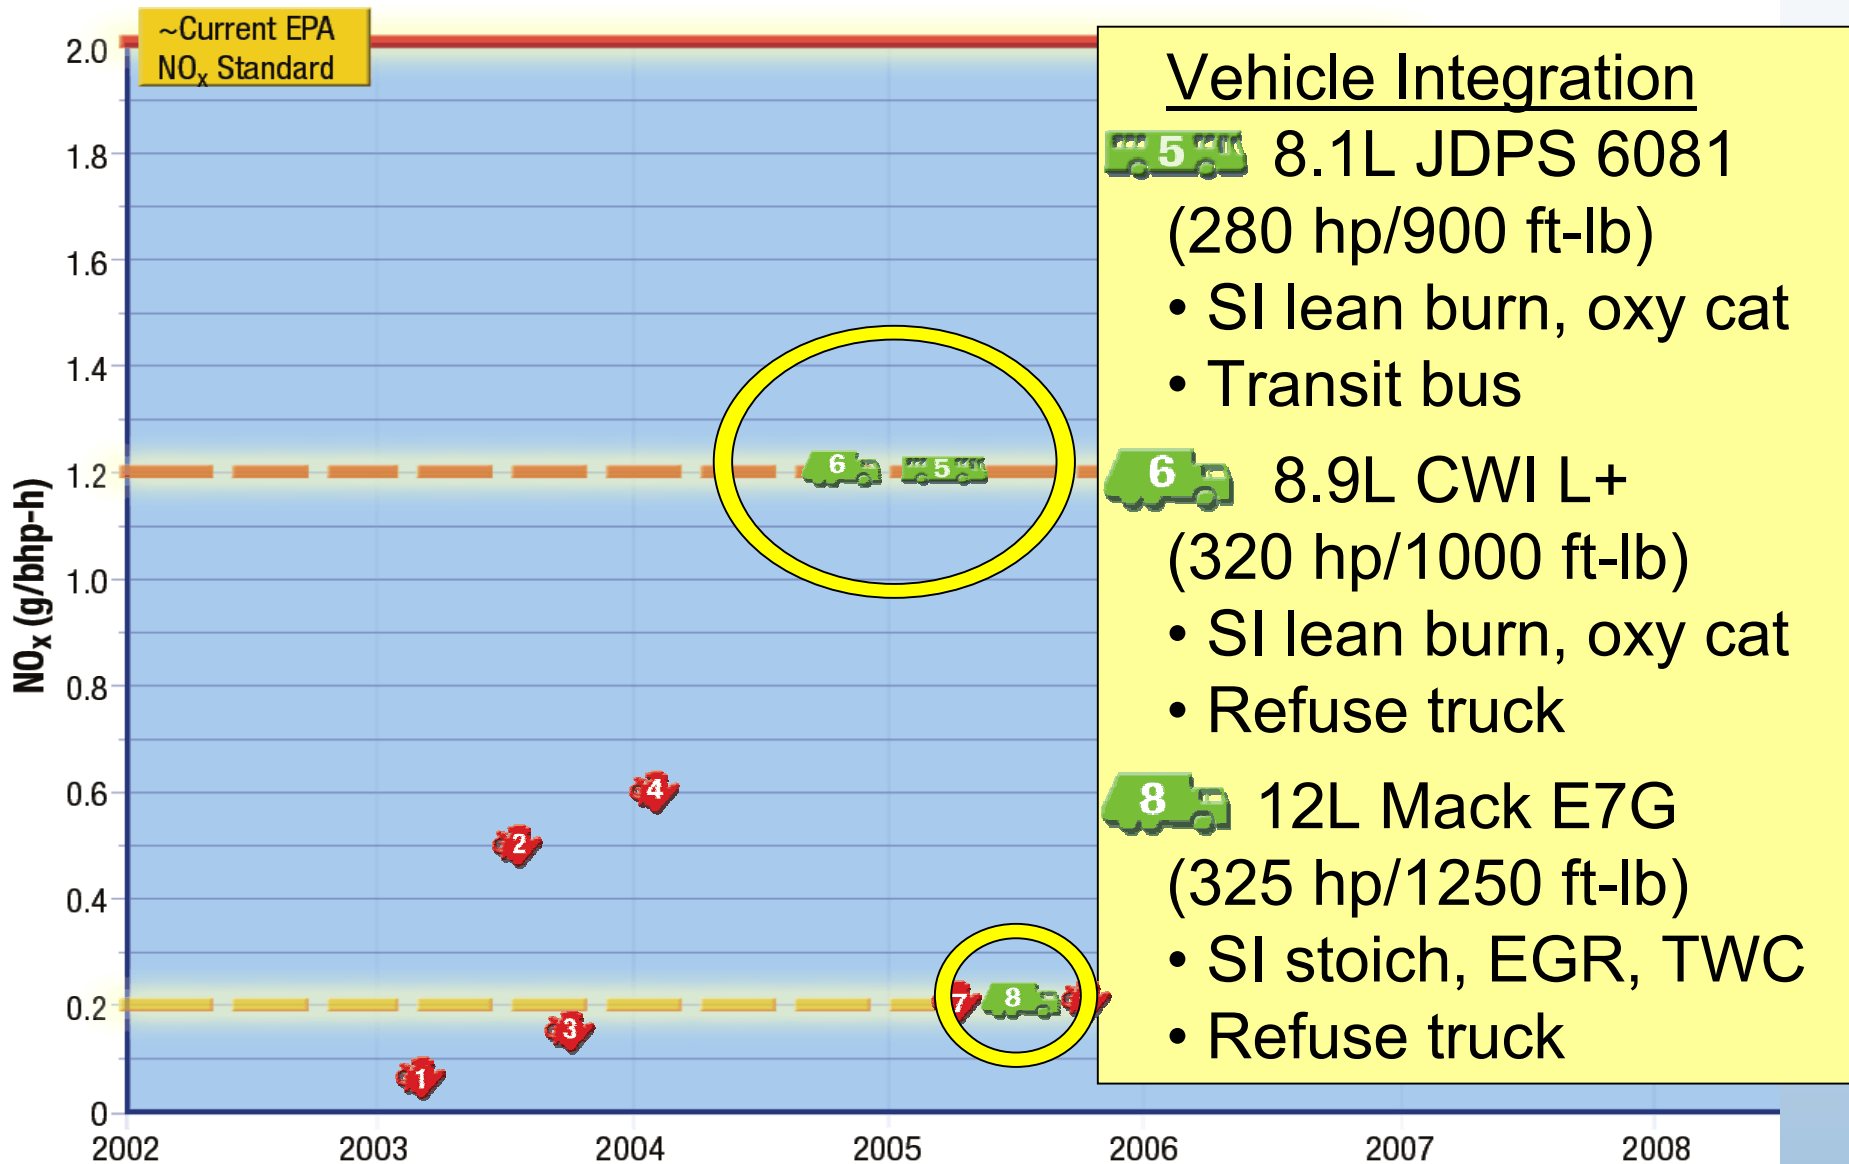 ~Current EPA
NOx Standard
2.0
1.8
1.6
1.4
1.2
1.0
0.8
0.6
0.4
0.2
0
NOx (g/bhp-h)
2002 2003 2004 2005 2006 2007 2008
6 5
4
2
7 8
3
1
Vehicle Integration
5 8.1L JDPS 6081
(280 hp/900 ft-lb)
• SI lean burn, oxy cat
• Transit bus
6 8.9L CWI L+
(320 hp/1000 ft-lb)
• SI lean burn, oxy cat
• Refuse truck
8 12L Mack E7G
(325 hp/1250 ft-lb)
• SI stoich, EGR, TWC
• Refuse truck